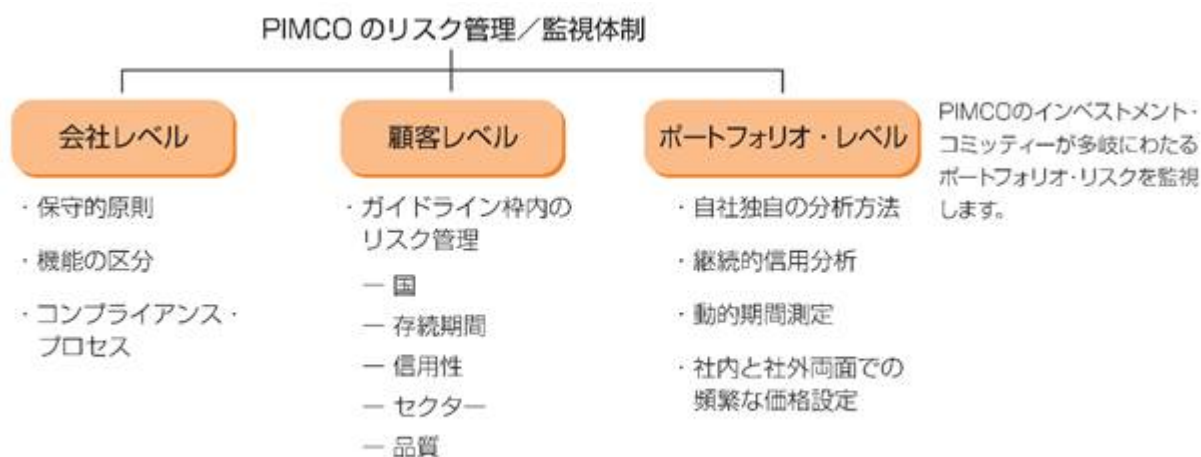 PIMCO のリスク管理／監視体制
会社レベル
・保守的原則
・機能の区分
・コンプライアンス・
プロセス
顧客レベル
・ガイドライン枠内の
リスク管理
― 国
― 存続期間
― 信用性
― セクター
― 品質
ポートフォリオ・レベル
・自社独自の分析方法
・継続的信用分析
・動的期間測定
・社内と社外両面での
頻繁な価格設定
PIMCOのインベストメント・
コミッティーが多岐にわたる
ポートフォリオ・リスクを監視
します。